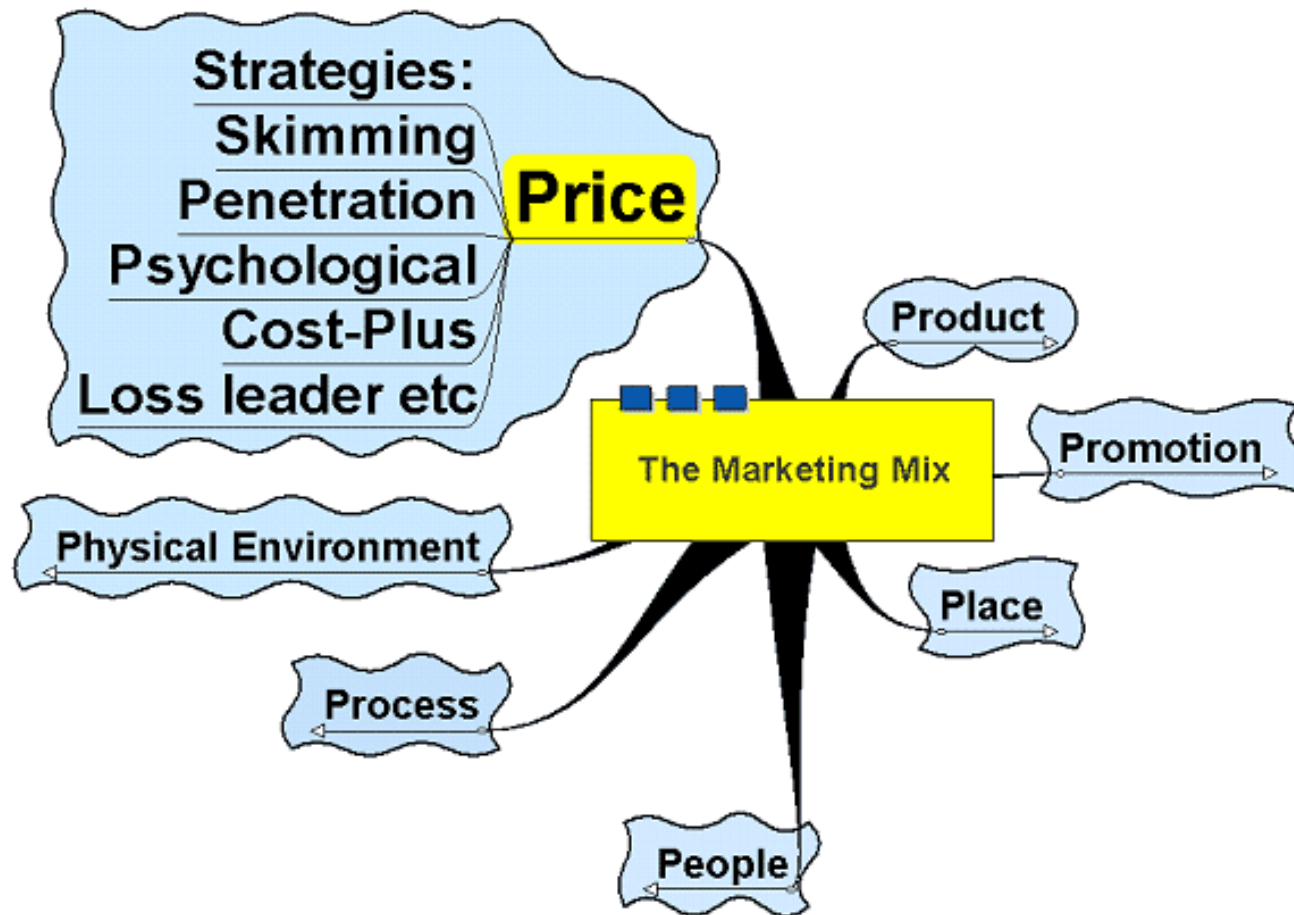 Strategies:
Skimming
Penetration
Psychological
Cost-Plus
Loss leader etc
Price
Product
The Marketing Mix
Promotion
Physical Environment
Place
Process
People